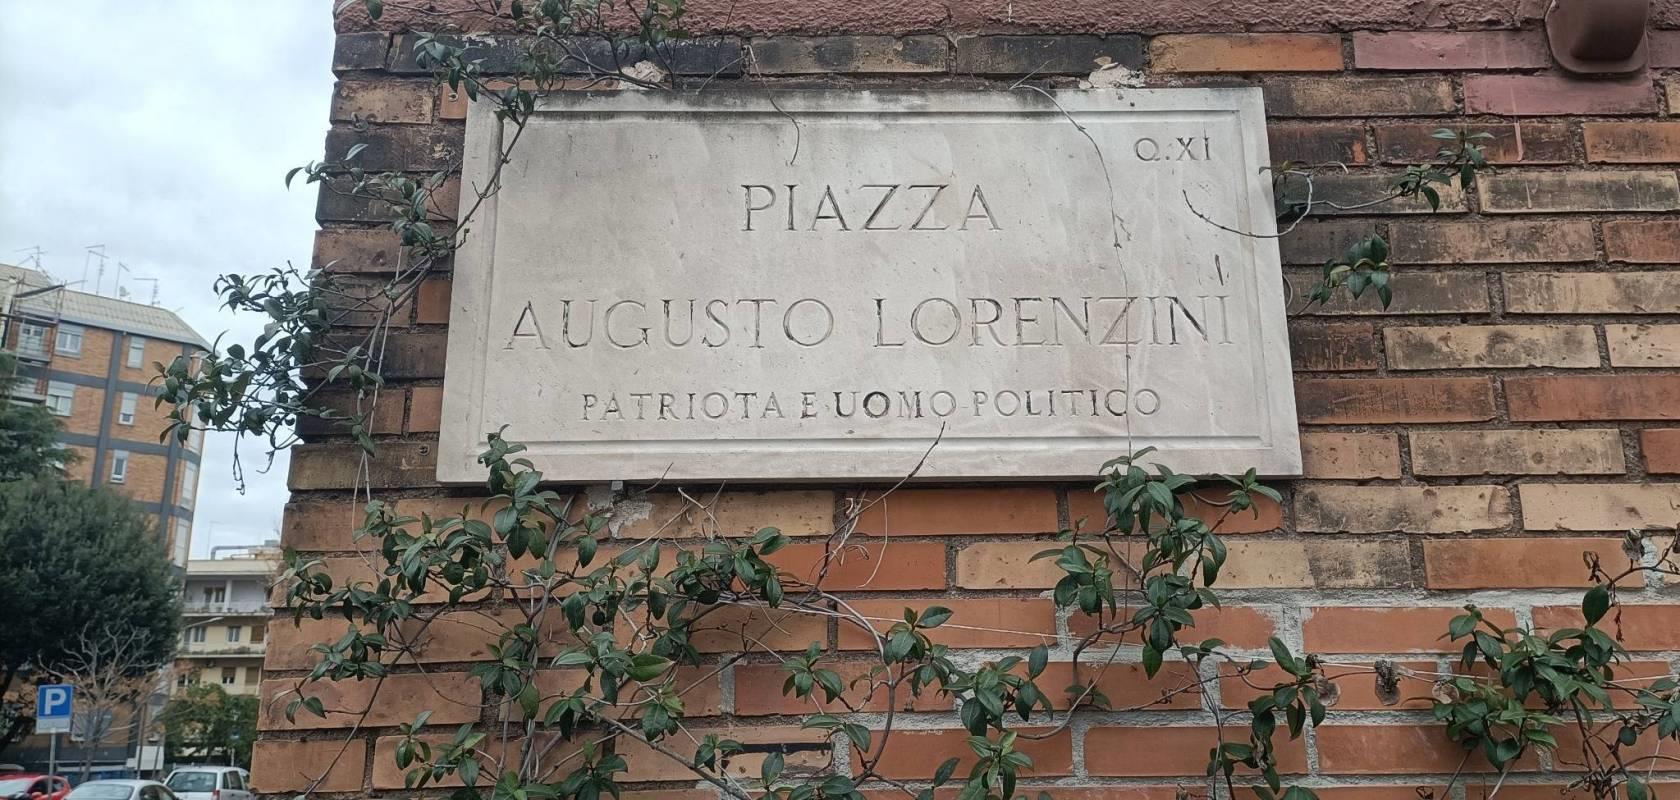 Q.XI
PIAZZA
AUGUSTO LORENZINI
PATRIOTA E UOMO POLITICO
P